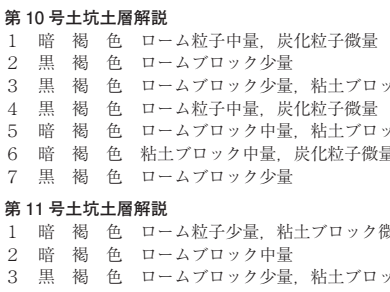 第10号土坑土層解説
1 暗 褐 色 ローム粒子中量，炭化粒子微量
2 黒 褐 色 ロームブロック少量
3 黒 褐 色 ロームブロック少量，粘土ブロッ
4 黒 褐 色 ローム粒子中量，炭化粒子微量
5 暗 褐 色 ロームブロック中量，粘土ブロッ
6 暗 褐 色 粘土ブロック中量，炭化粒子微量
7 黒 褐 色 ロームブロック少量
第11号土坑土層解説
1 暗 褐 色 ローム粒子少量，粘土ブロック微
2 暗 褐 色 ロームブロック中量
3 黒 褐 色 ロームブロック少量，粘土ブロッ